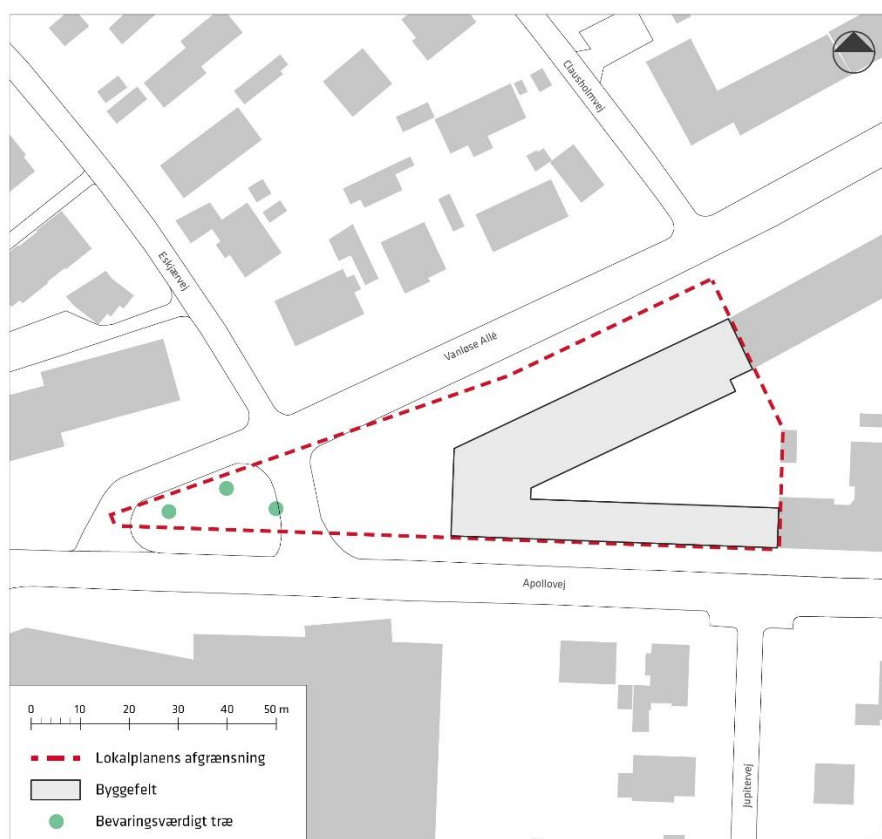 Clausholmvej
Eskjærvej
Vanløse Allé
Apollovej
Jupitervej
0 10 20 30 40 50 m
Lokalplanens afgrænsning
Byggefelt
Bevaringsværdigt træ